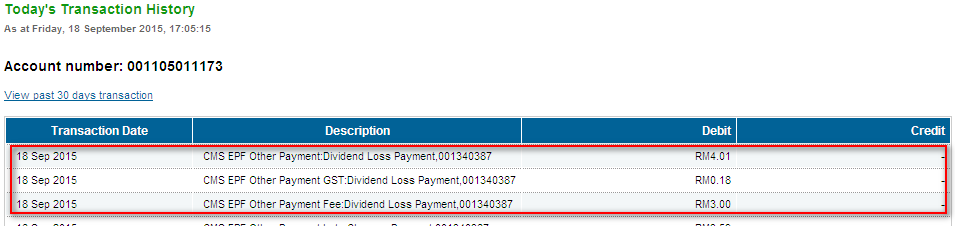 Today's Transaction History
As at Friday, 18 September 2015, 17:05:15
Account number: 001105011173
View past 30 days transaction
Transaction Date Description Debit Credit
18 Sep 2015 CMS EPF Other Payment:Dividend Loss Payment,001340387 RM4.01 -
18 Sep 2015 CMS EPF Other Payment GST:Dividend Loss Payment,001340387 RM0.18 -
18 Sep 2015 CMS EPF Other Payment Fee:Dividend Loss Payment,001340387 RM3.00 -